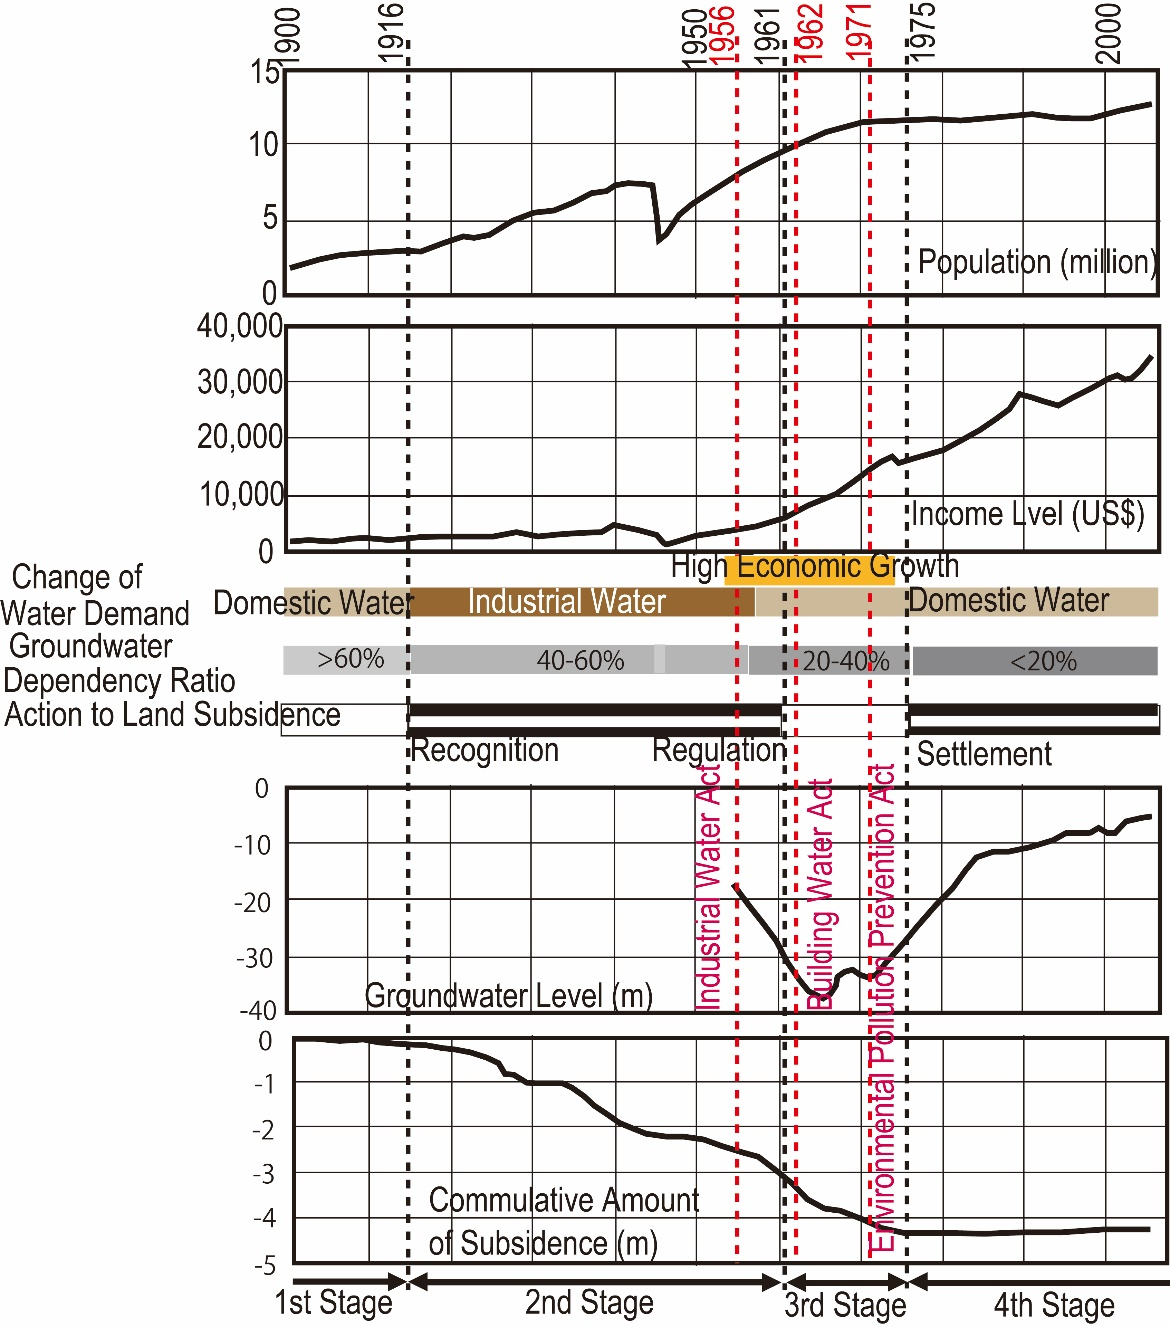 1900
1916
1950
1956
1961
1962
1971
1975
2000
15
10
5
0
Population (million)
40,000
30,000
20,000
10,000
0
Income Lvel (US$)
High Economic Growth
Change of
Water Demand
Domestic Water
Industrial Water
Domestic Water
Groundwater
Dependency Ratio
>60%
40-60%
20-40%
<20%
Action to Land Subsidence
Recognition
Regulation
Settlement
Industrial Water Act
Building Water Act
Environmental Pollution Prevention Act
0
-10
-20
-30
-40
Groundwater Level (m)
0
-1
-2
-3
-4
-5
Commulative Amount
of Subsidence (m)
1st Stage
2nd Stage
3rd Stage
4th Stage